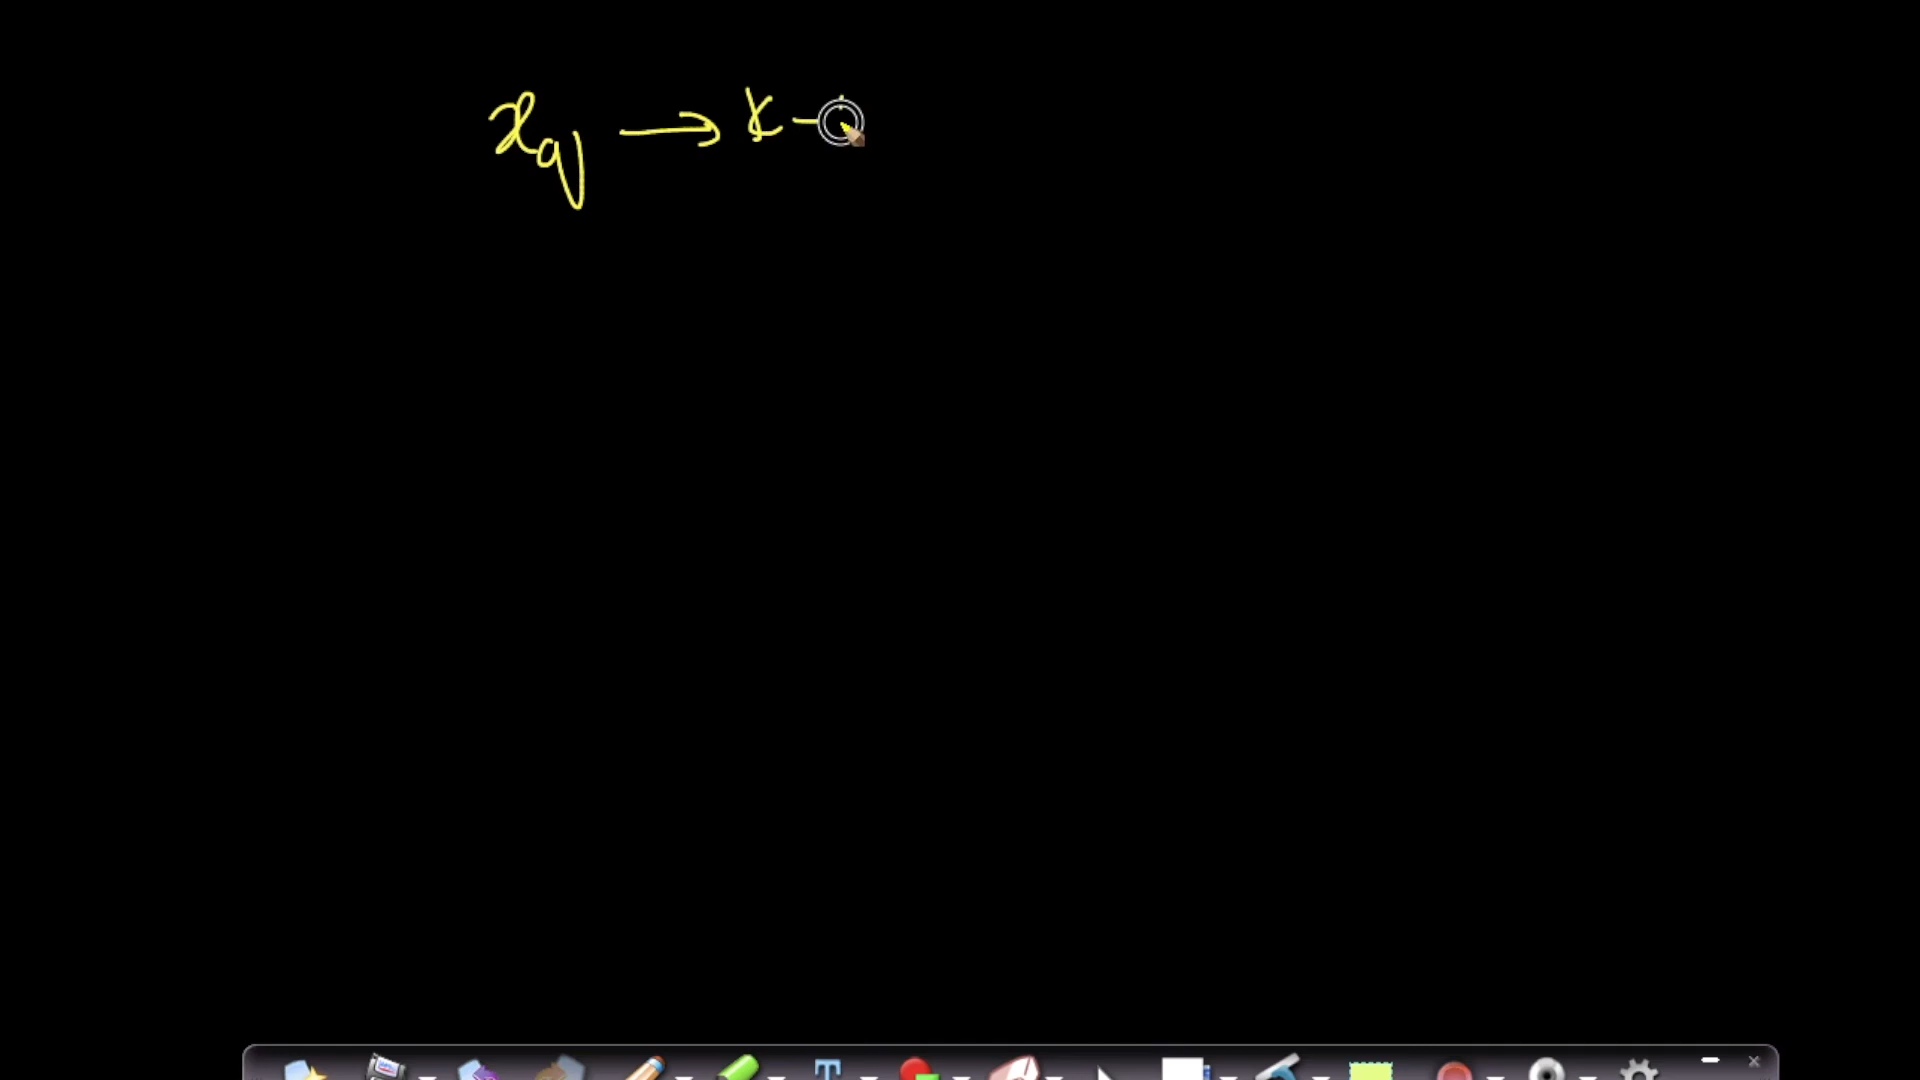 x_q → k -